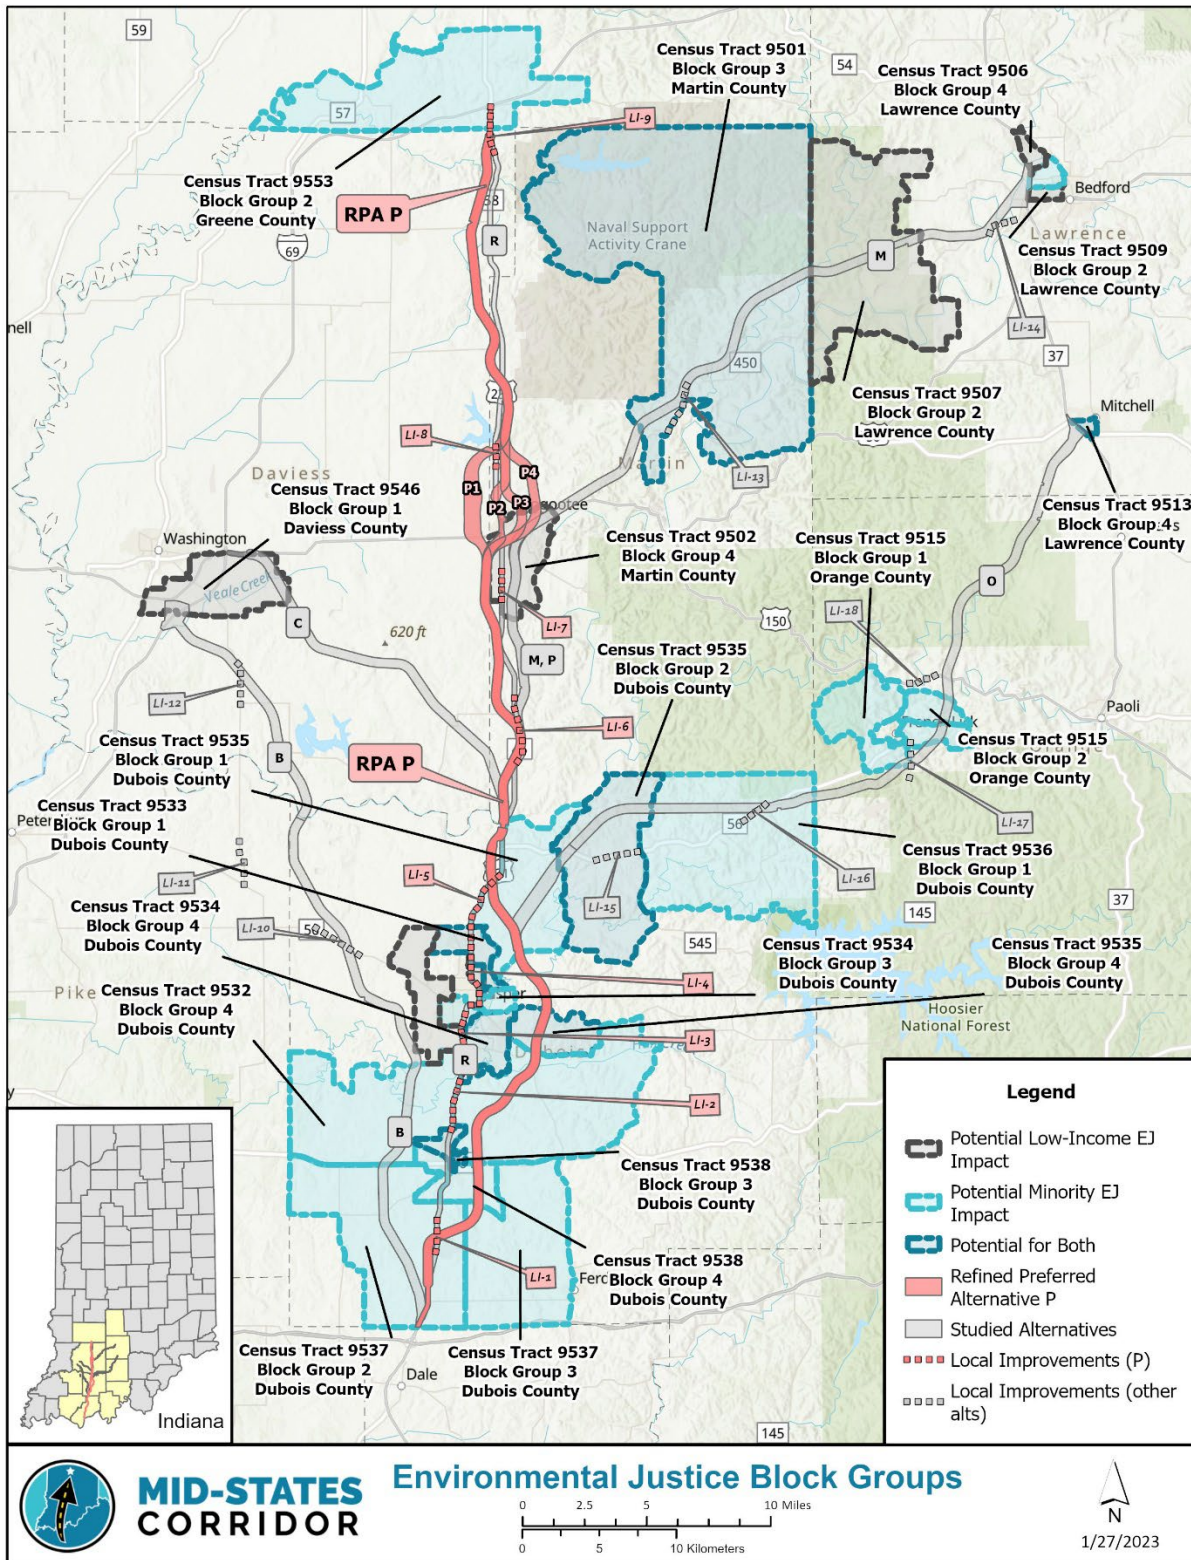 59
54
Census Tract 9501
Block Group 3
Martin County
Census Tract 9506
Block Group 4
Lawrence County
57
LI-9
Census Tract 9553
Block Group 2
Greene County
RPA P
58
Bedford
Naval Support
Activity Crane
Lawrence
69
R
M
Census Tract 9509
Block Group 2
Lawrence County
nell
LI-14
37
450
Census Tract 9507
Block Group 2
Lawrence County
Mitchell
LI-8
P4
Martin
LI-13
Daviess
P1
P2
P3
ootee
Census Tract 9546
Block Group 1
Daviess County
Census Tract 9513
Block Group 4
Lawrence County
Washington
Census Tract 9502
Block Group 4
Martin County
Census Tract 9515
Block Group 1
Orange County
Veale Creek
O
C
620 ft
LI-7
150
LI-18
M, P
Census Tract 9535
Block Group 2
Dubois County
LI-12
Paoli
LI-6
Census Tract 9535
Block Group 1
Dubois County
B
RPA P
Census Tract 9515
Block Group 2
Orange County
Census Tract 9533
Block Group 1
Dubois County
56
LI-17
LI-5
LI-16
Census Tract 9536
Block Group 1
Dubois County
LI-11
LI-15
Census Tract 9534
Block Group 4
Dubois County
LI-10
145
37
545
Census Tract 9534
Block Group 3
Dubois County
Census Tract 9535
Block Group 4
Dubois County
LI-4
Pike
Census Tract 9532
Block Group 4
Dubois County
Hoosier
National Forest
LI-3
R
LI-2
B
Census Tract 9538
Block Group 3
Dubois County
LI-1
Census Tract 9538
Block Group 4
Dubois County
Census Tract 9537
Block Group 2
Dubois County
Census Tract 9537
Block Group 3
Dubois County
Dale
145
Indiana
Legend
Potential Low-Income EJ
Impact
Potential Minority EJ
Impact
Potential for Both
Refined Preferred
Alternative P
Studied Alternatives
Local Improvements (P)
Local Improvements (other
alts)
MID-STATES
CORRIDOR
Environmental Justice Block Groups
0 2.5 5 10 Miles
0 5 10 Kilometers
N
1/27/2023